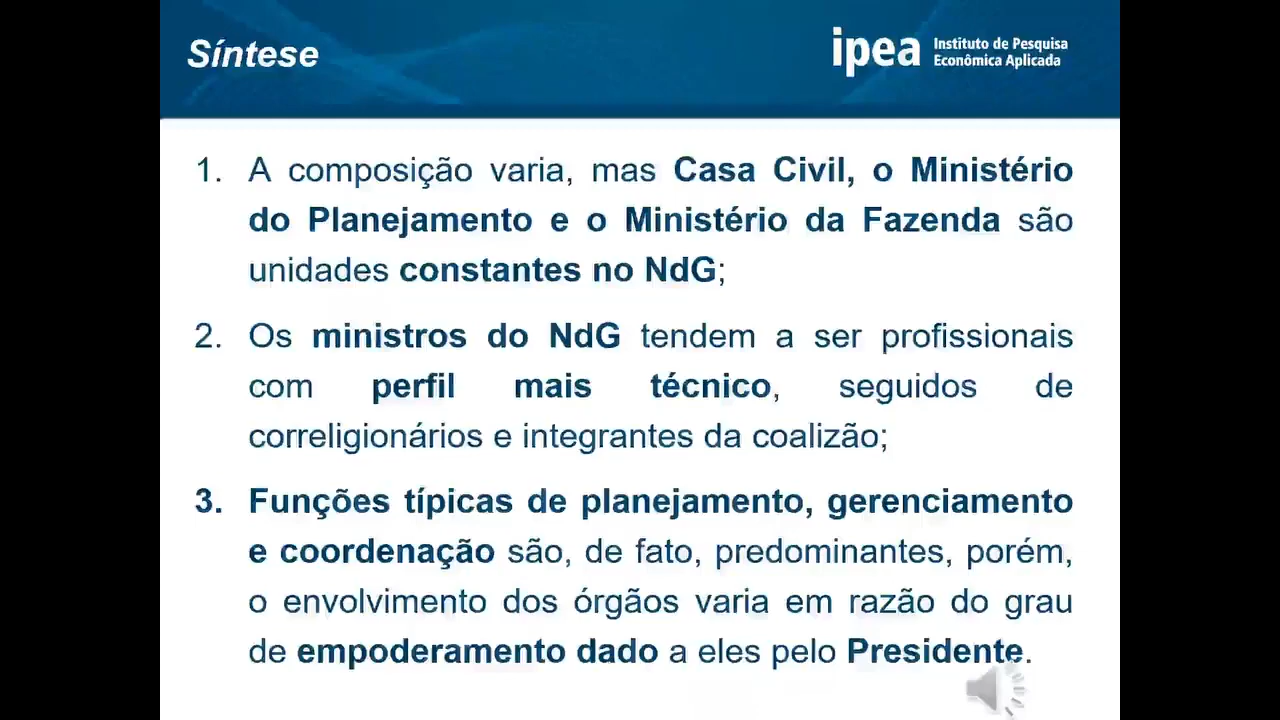 Síntese
ipea Instituto de Pesquisa
Econômica Aplicada
1. A composição varia, mas Casa Civil, o Ministério
do Planejamento e o Ministério da Fazenda são
unidades constantes no NdG;
2. Os ministros do NdG tendem a ser profissionais
com perfil mais técnico, seguidos de
correligionários e integrantes da coalizão;
3. Funções típicas de planejamento, gerenciamento
e coordenação são, de fato, predominantes, porém,
o envolvimento dos órgãos varia em razão do grau
de empoderamento dado a eles pelo Presidente.